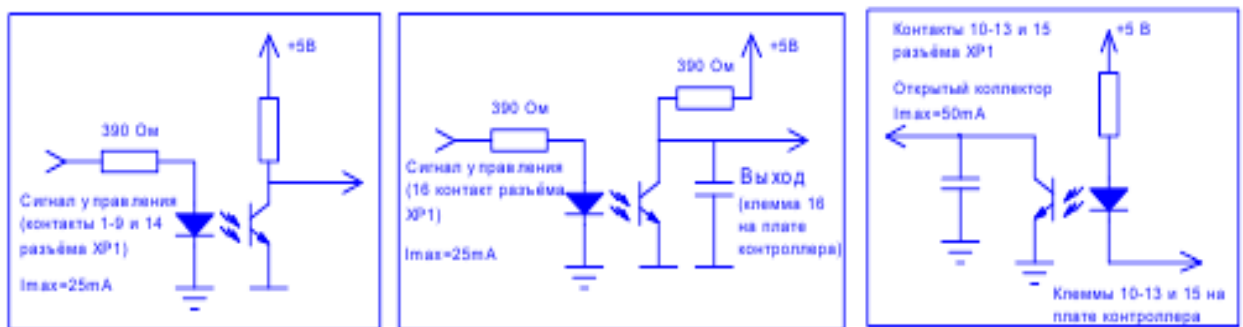 +5В
390 Ом
Сигнал управления
(контакты 1-9 и 14
разъёма XP1)
Imax=25mA
+5В
390 Ом
390 Ом
Сигнал управления
(16 контакт разъёма
XP1)
Imax=25mA
Выход
(клемма 16
на плате
контроллера)
Контакты 10-13 и 15
разъёма XP1
+5 В
Открытый коллектор
Imax=50mA
Клеммы 10-13 и 15 на
плате контроллера